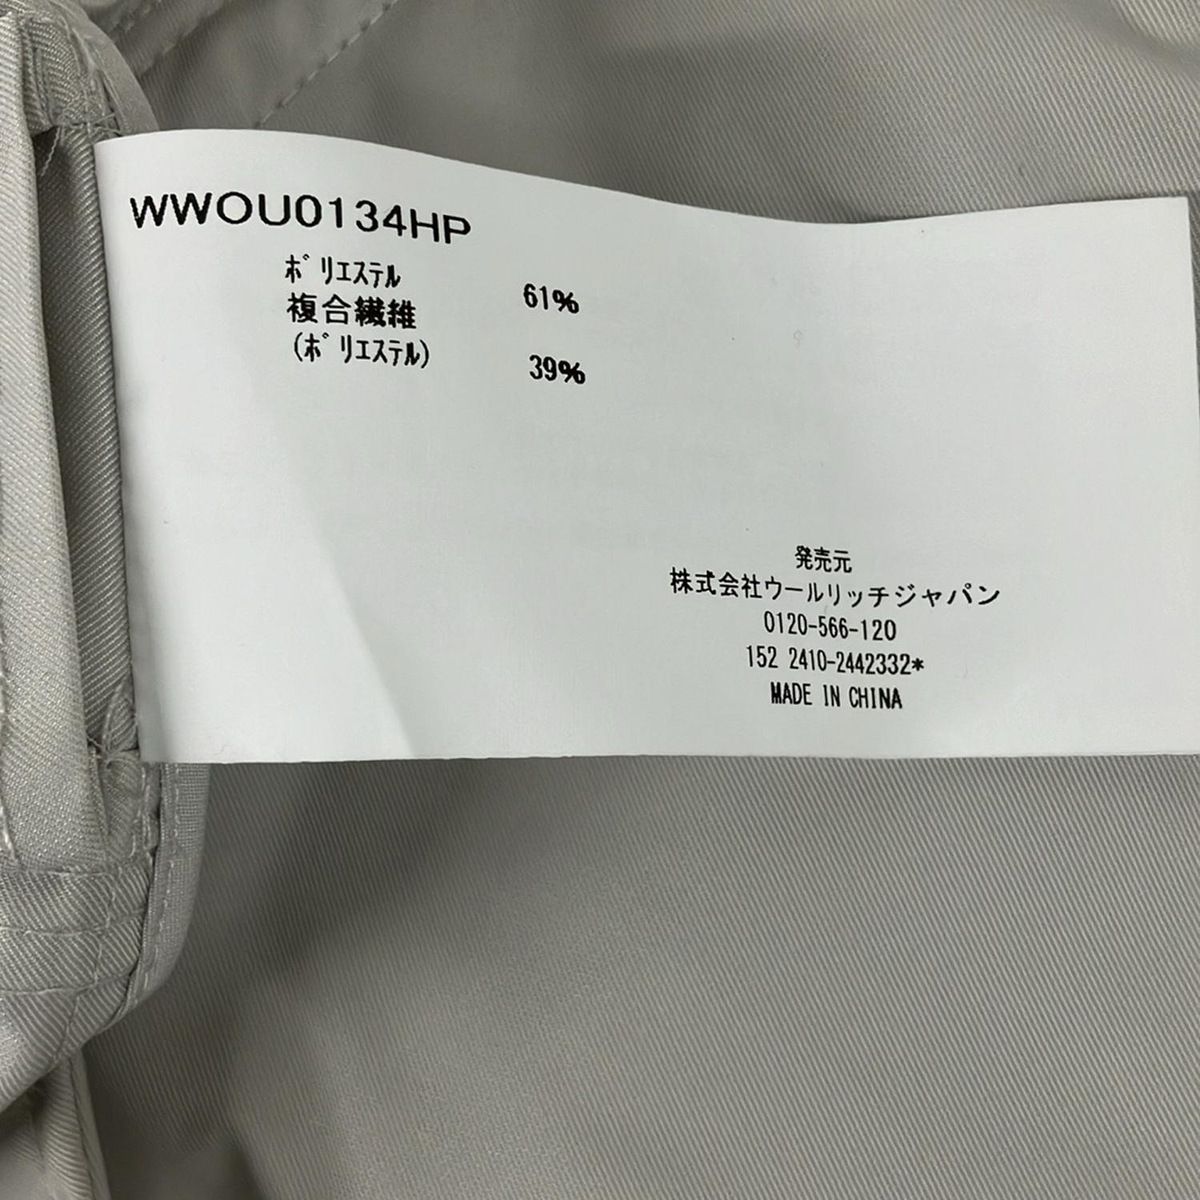 WWOU0134HP
ポリエステル 61%
複合繊維
(ポリエステル) 39%
発売元
株式会社ウールリッチジャパン
0120-566-120
152 2410-2442332*
MADE IN CHINA